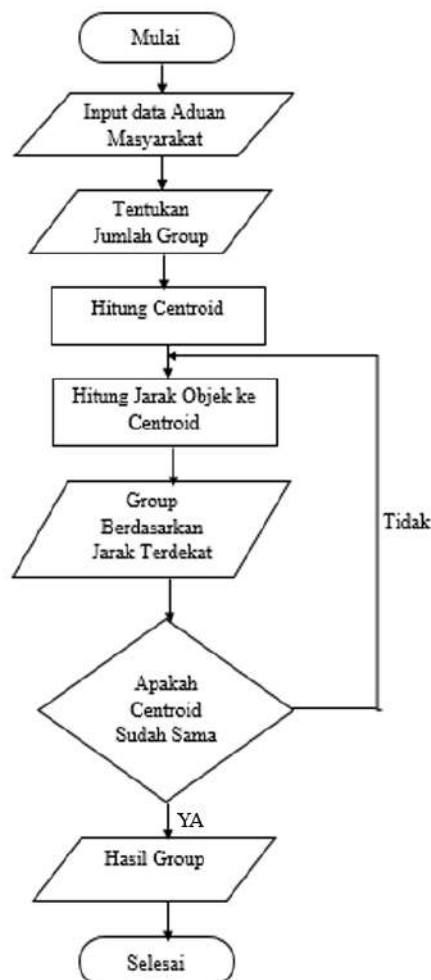 Mulai
Input data Aduan
Masyarakat
Tentukan
Jumlah Group
Hitung Centroid
Hitung Jarak Objek ke
Centroid
Group
Berdasarkan
Jarak Terdekat
Tidak
Apakah
Centroid
Sudah Sama
YA
Hasil Group
Selesai